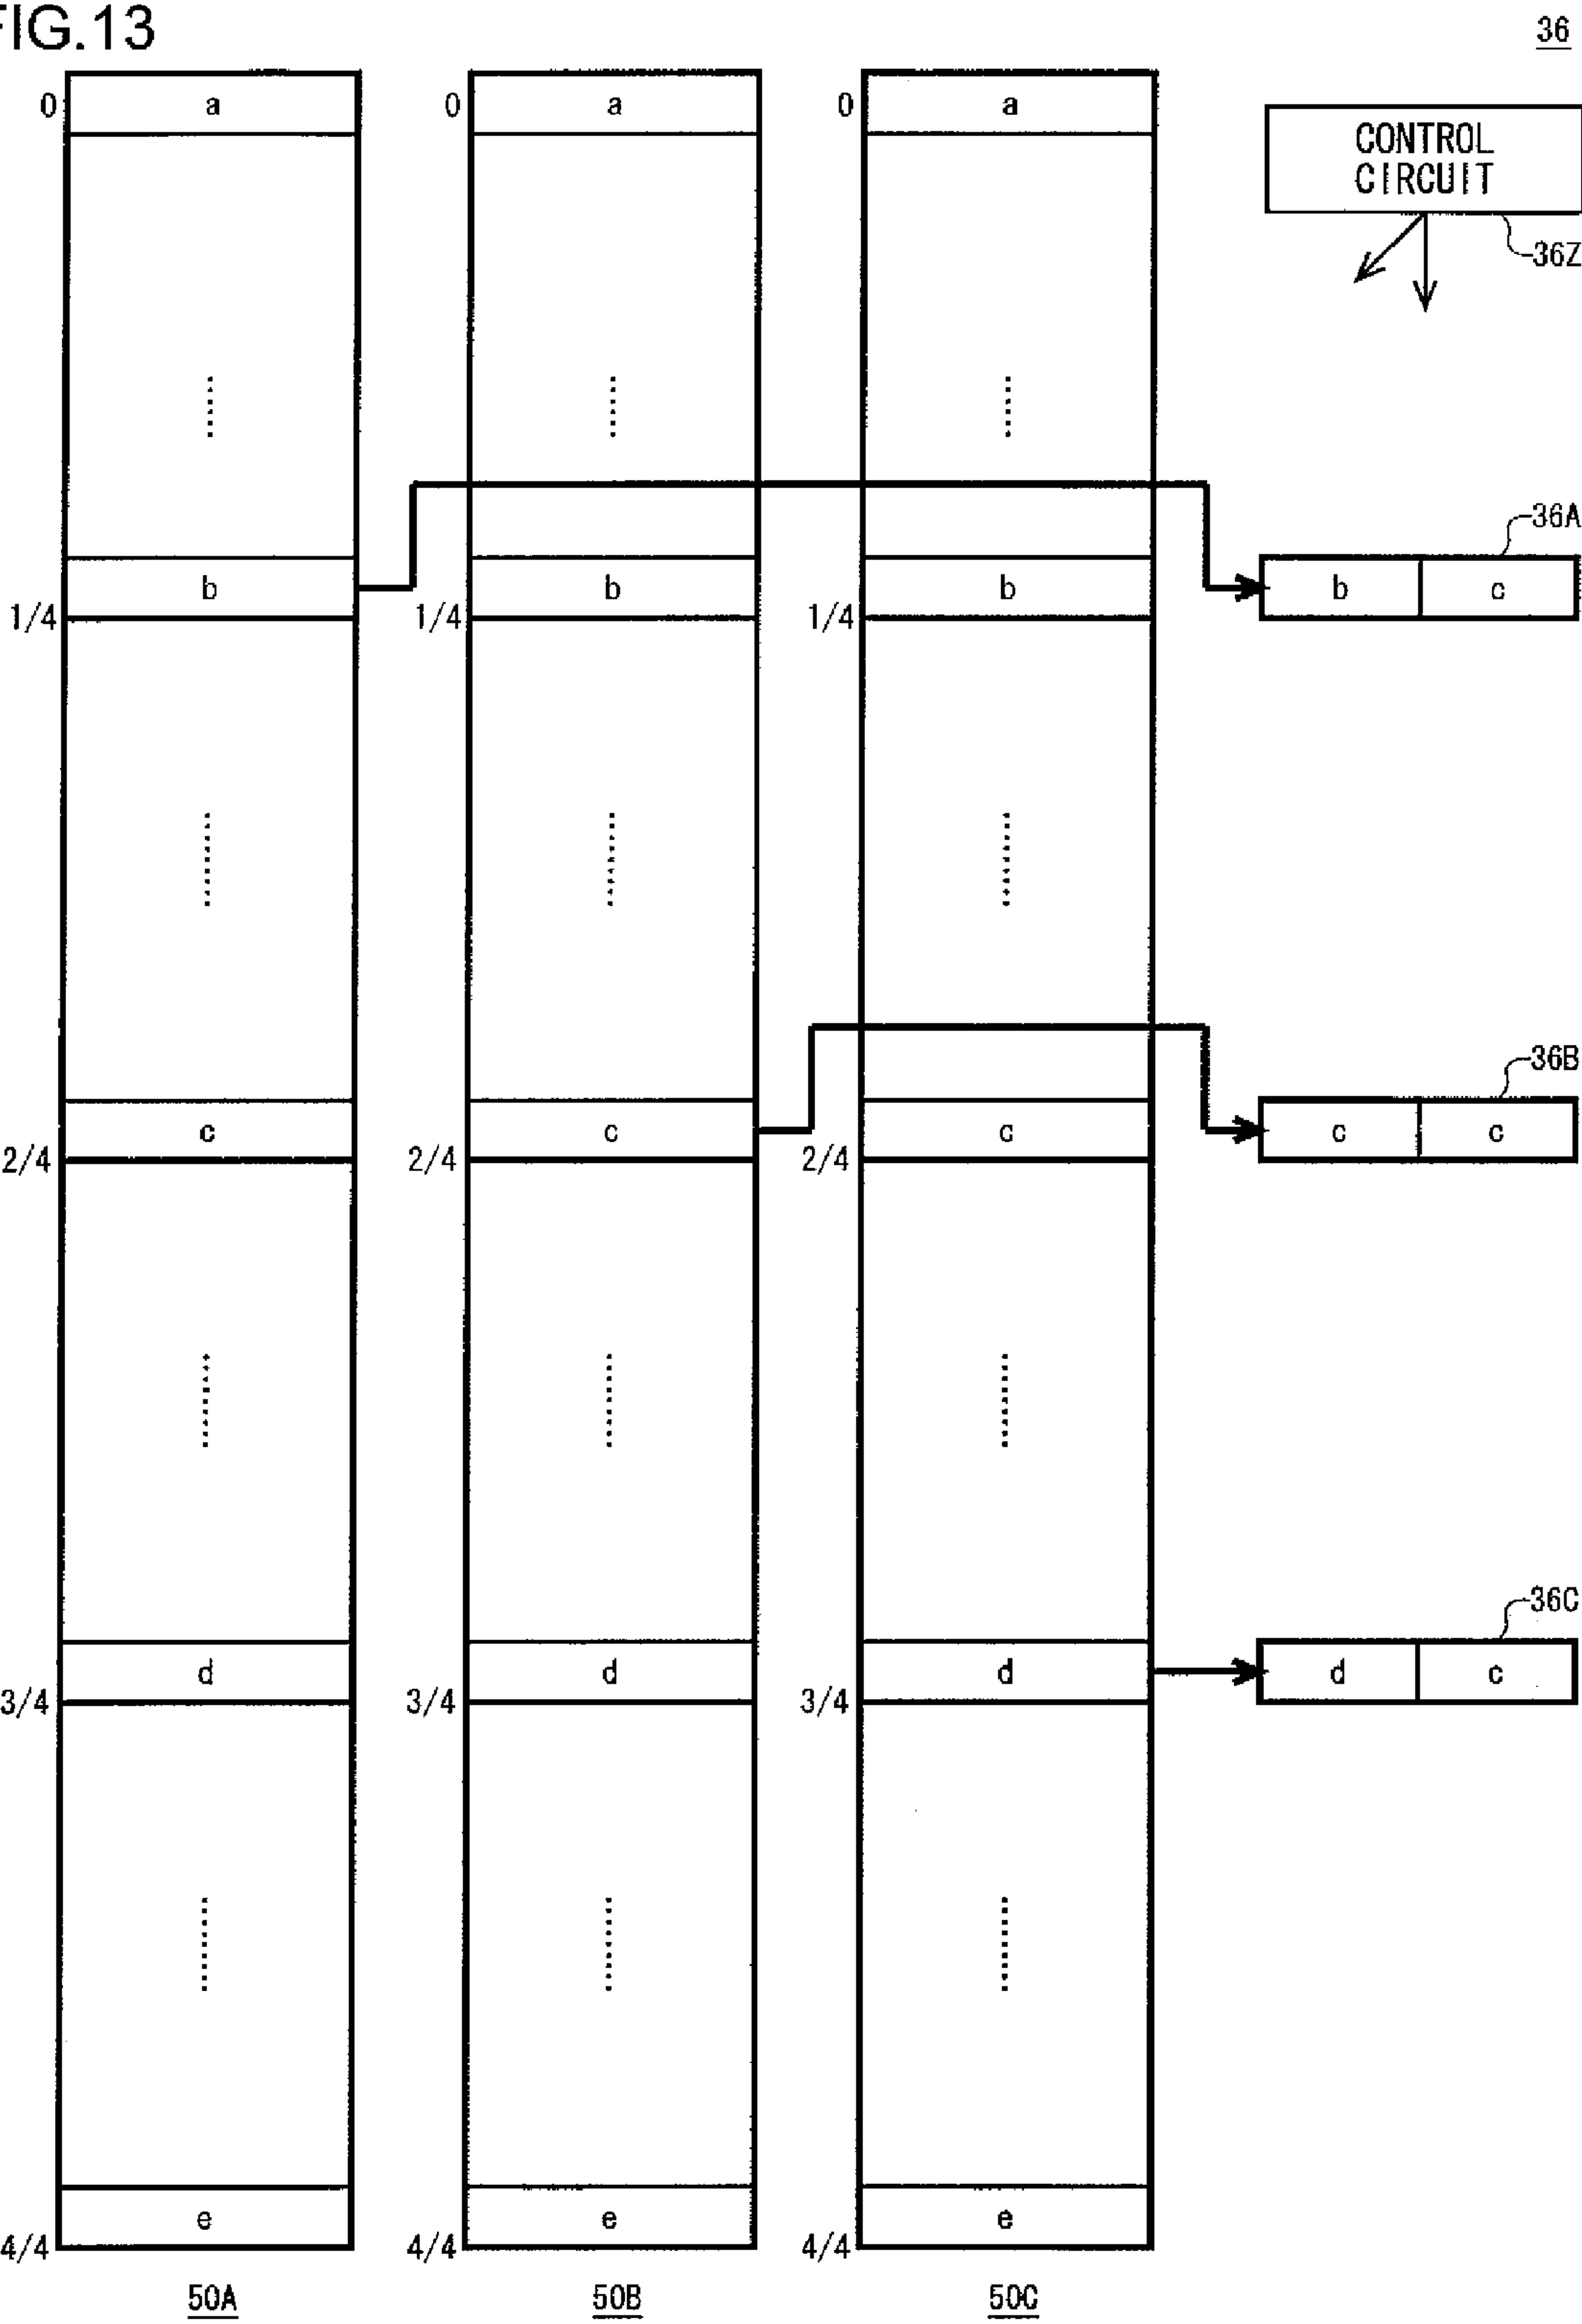 FIG.13
36
0 a 0 a 0 a
CONTROL
CIRCUIT
36Z
36A
b b b b c
1/4 1/4 1/4
36B
c c c c c
2/4 2/4 2/4
36C
d d d d c
3/4 3/4 3/4
e e e
4/4 4/4 4/4
50A 50B 50C